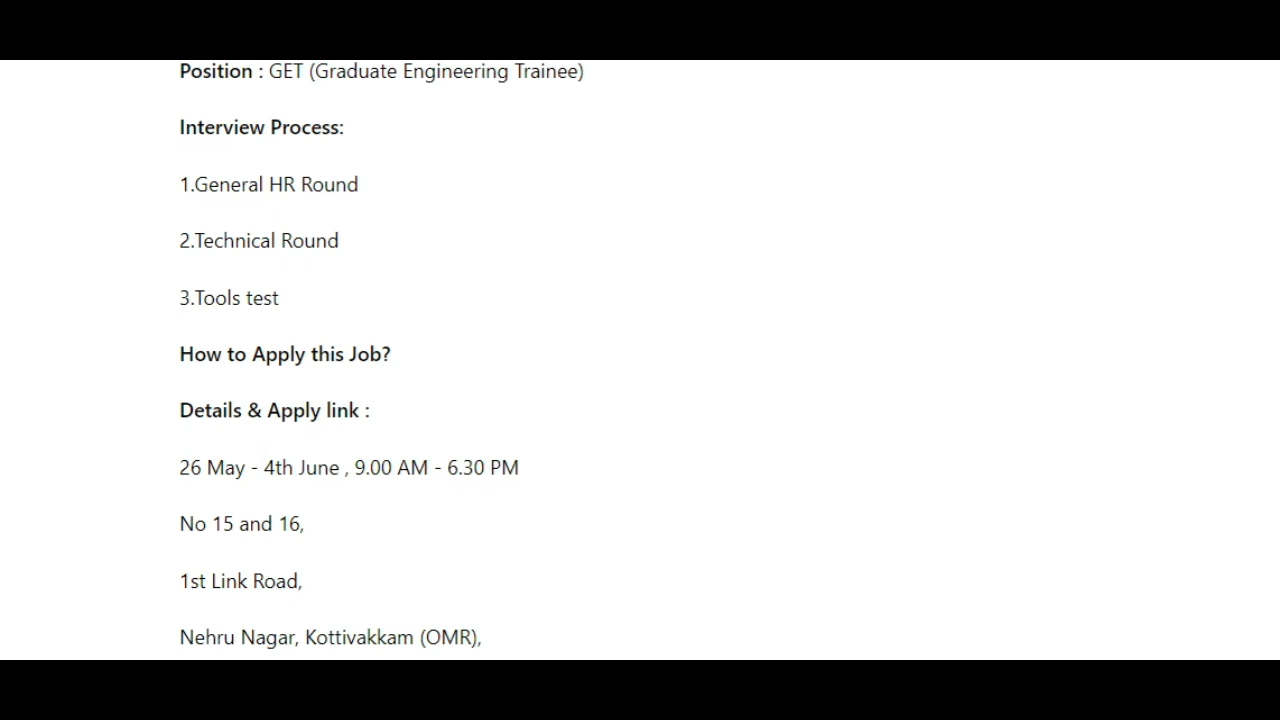 Position : GET (Graduate Engineering Trainee)
Interview Process:
1.General HR Round
2.Technical Round
3.Tools test
How to Apply this Job?
Details & Apply link :
26 May - 4th June , 9.00 AM - 6.30 PM
No 15 and 16,
1st Link Road,
Nehru Nagar, Kottivakkam (OMR),